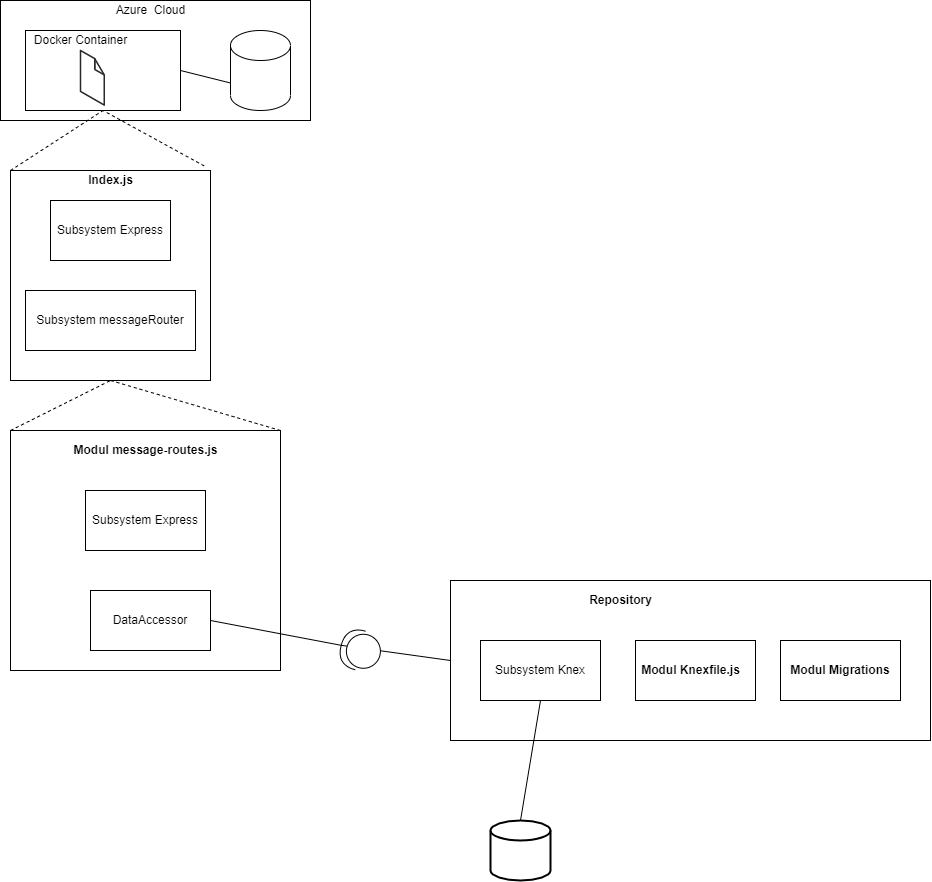 Azure Cloud
Docker Container
Index.js
Subsystem Express
Subsystem messageRouter
Modul message-routes.js
Subsystem Express
DataAccessor
Repository
Subsystem Knex
Modul Knexfile.js
Modul Migrations